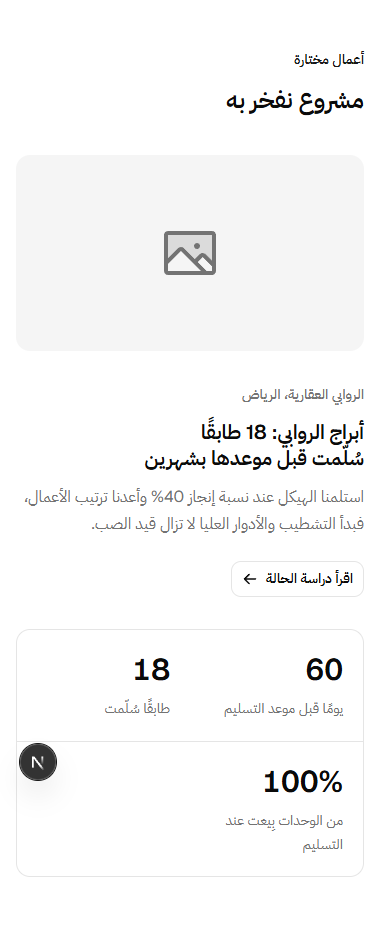 أعمال مختارة
مشروع نفخر به
الروابي العقارية، الرياض
أبراج الروابي: 18 طابقًا
سُلّمت قبل موعدها بشهرين
استلمنا الهيكل عند نسبة إنجاز 40% وأعدنا ترتيب الأعمال،
فبدأ التشطيب والأدوار العليا لا تزال قيد الصب.
اقرأ دراسة الحالة ←
60
يومًا قبل موعد التسليم
18
طابقًا سُلّمت
100%
من الوحدات بِيعت عند
التسليم
N